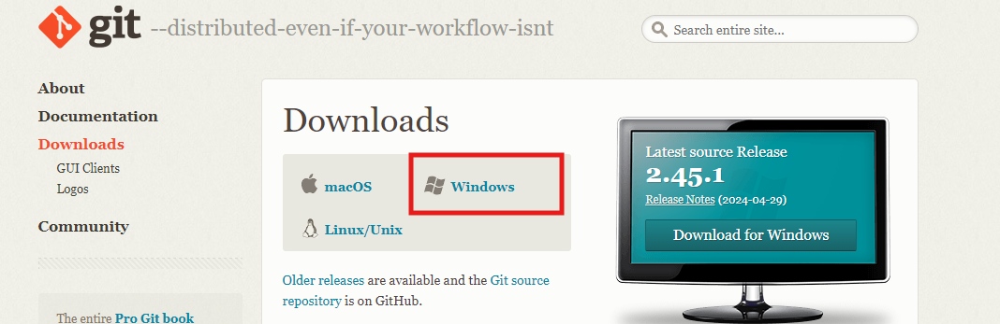 git --distributed-even-if-your-workflow-isnt
Search entire site...
About
Documentation
Downloads
GUI Clients
Logos
Community
The entire Pro Git book
Downloads
macOS
Windows
Linux/Unix
Older releases are available and the Git source
repository is on GitHub.
Latest source Release
2.45.1
Release Notes (2024-04-29)
Download for Windows